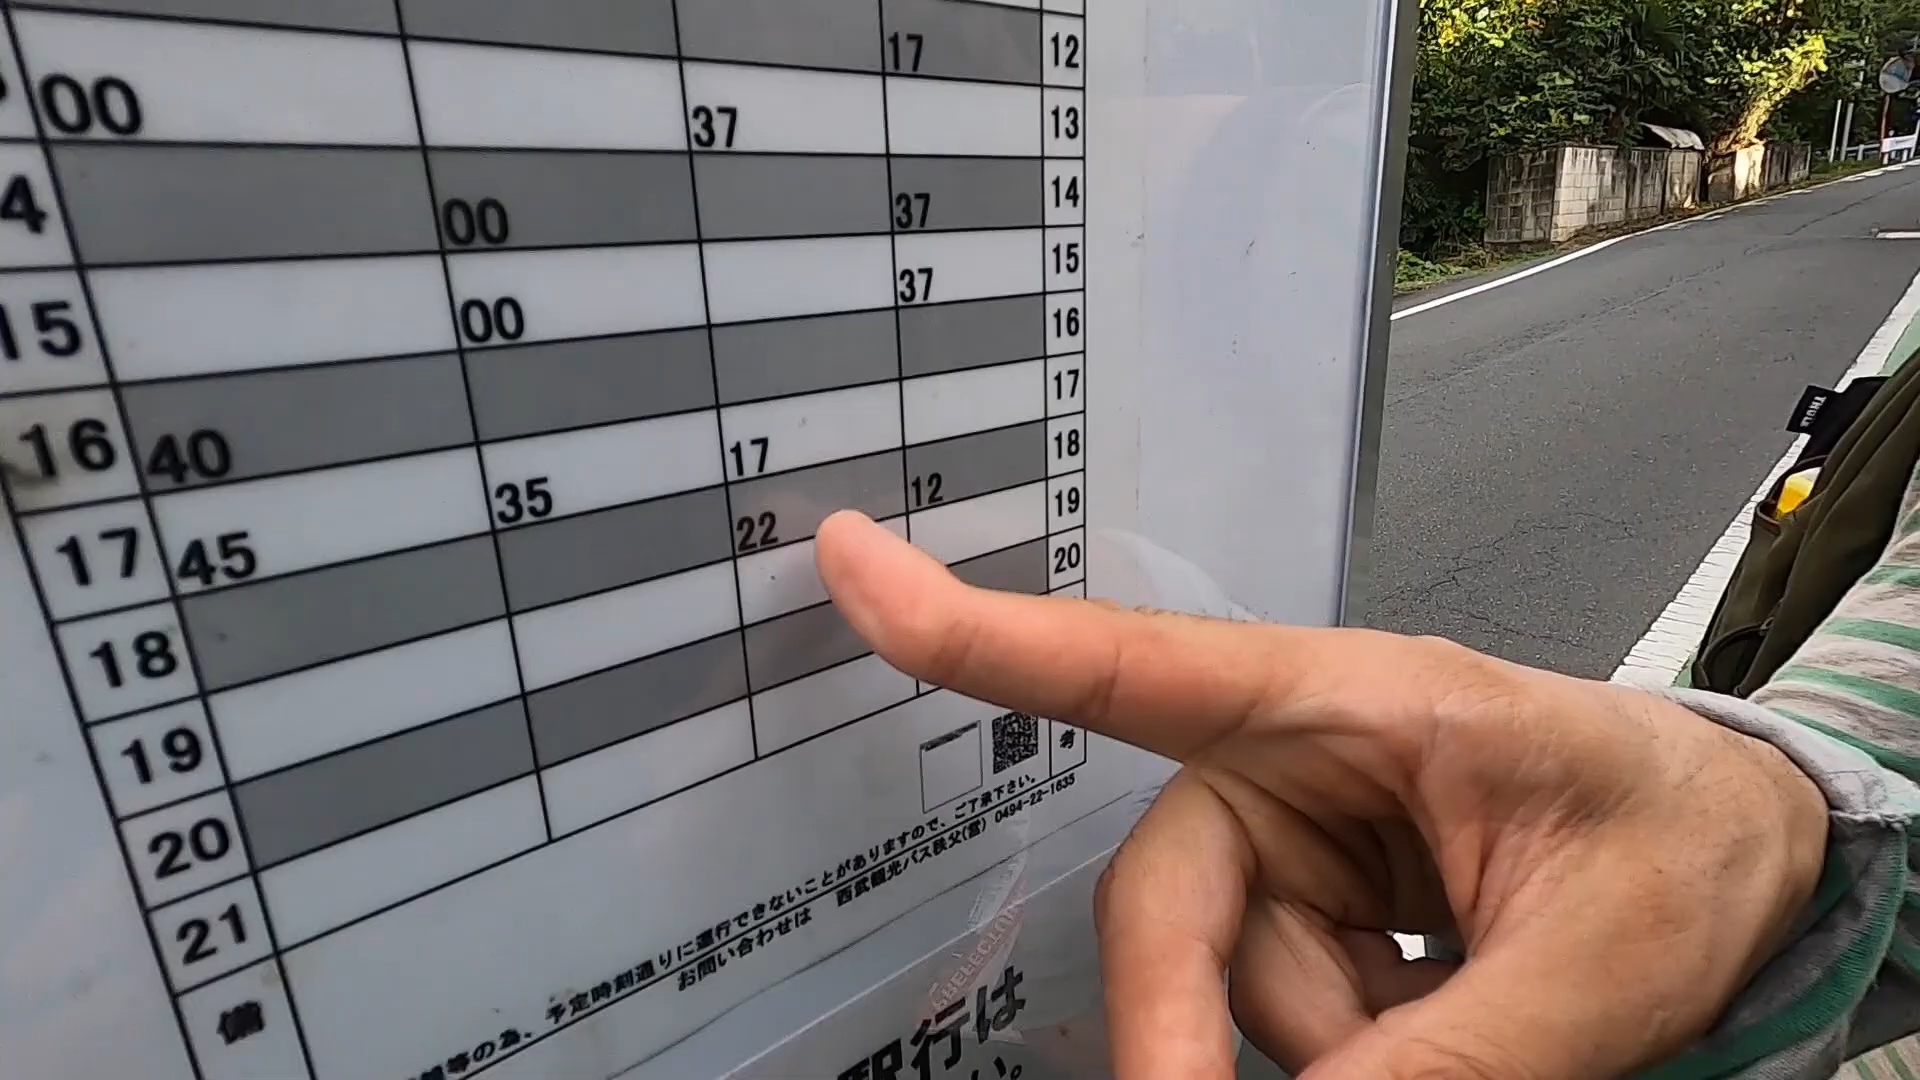 17 12
00 37 13
4 00 37 14
15 00 37 15
16 40 16
17 45 35 17 17
18 22 12 18
19 19
20 20
21
備 考
等の為、予定時刻通りに運行できないことがありますので、ご了承下さい。
お問い合わせは 西武観光バス秩父(営) 0494-22-1635
駅行は
い。
THULE